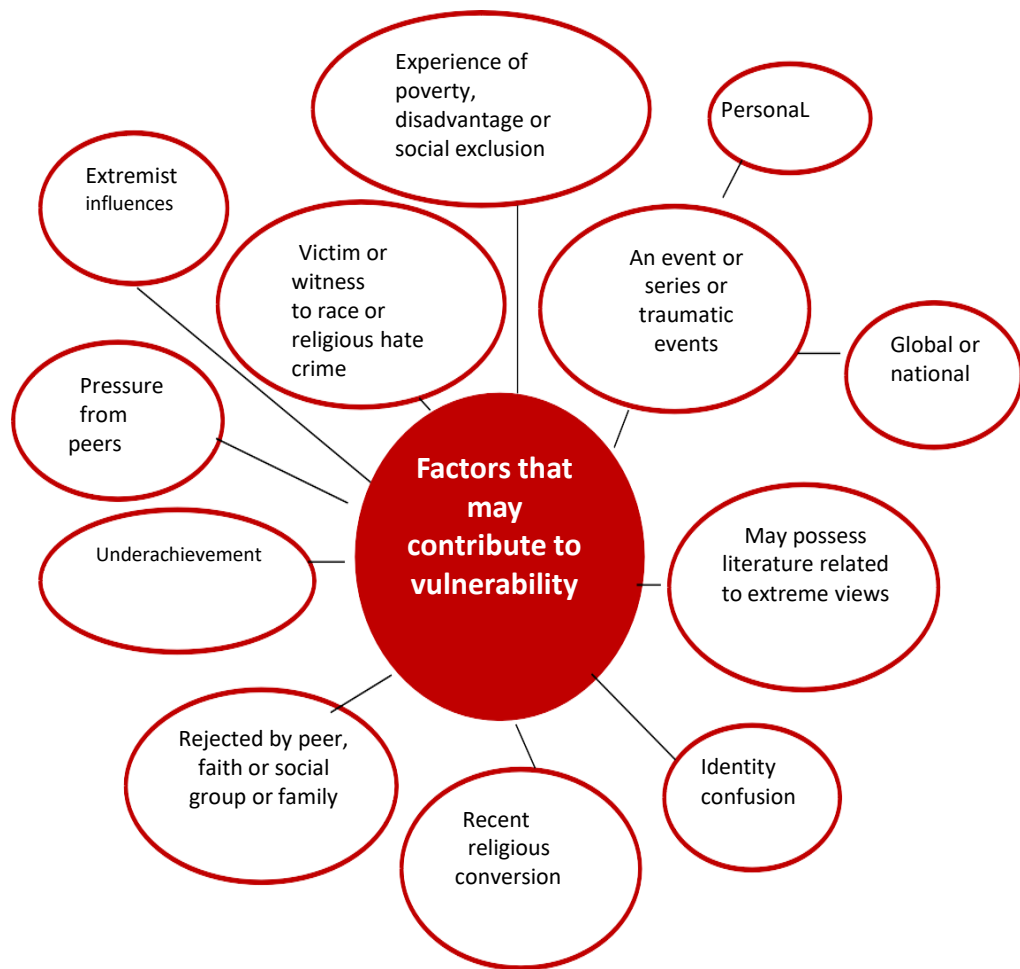 Experience of
poverty,
disadvantage or
social exclusion
PersonaL
Extremist
influences
Victim or
witness
to race or
religious hate
crime
An event or
series or
traumatic
events
Global or
national
Pressure
from
peers
Factors that
may
contribute to
vulnerability
Underachievement
May possess
literature related
to extreme views
Rejected by peer,
faith or social
group or family
Recent
religious
conversion
Identity
confusion